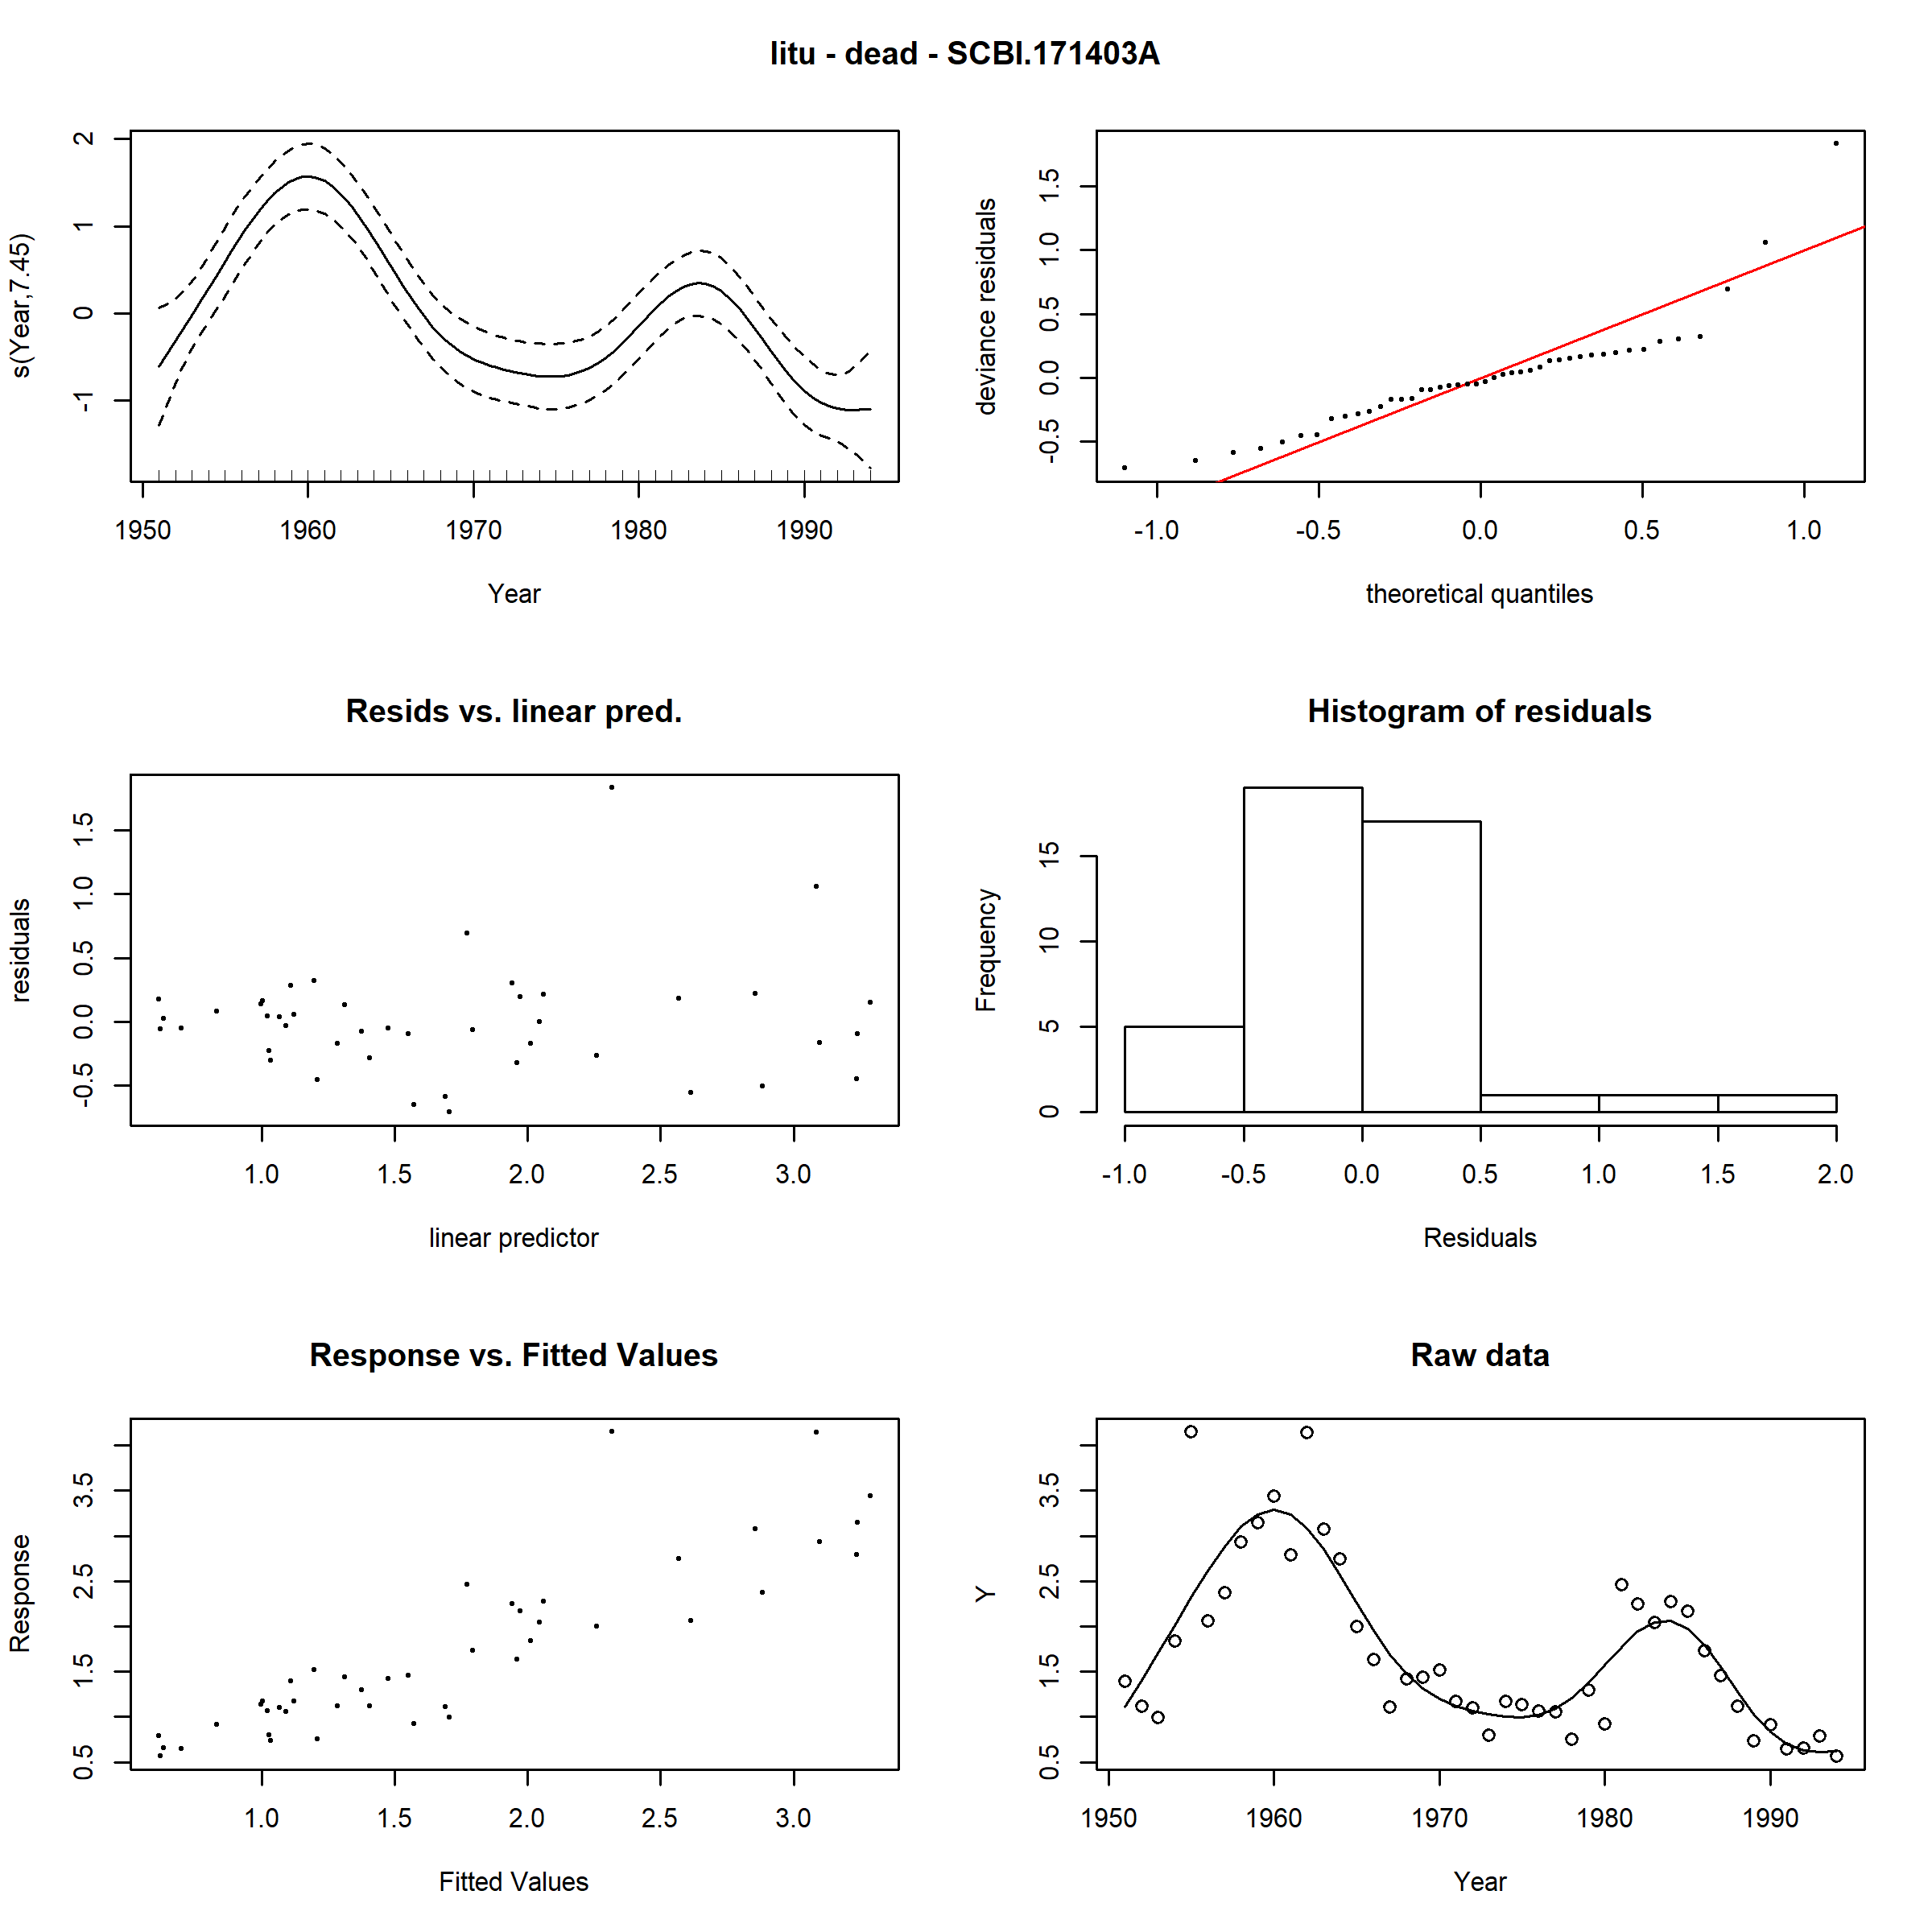 litu - dead - SCBI.171403A
s(Year,7.45)
-1 0 1 2
1950 1960 1970 1980 1990
Year
deviance residuals
-0.5 0.0 0.5 1.0 1.5
-1.0 -0.5 0.0 0.5 1.0
theoretical quantiles
Resids vs. linear pred.
residuals
-0.5 0.0 0.5 1.0 1.5
1.0 1.5 2.0 2.5 3.0
linear predictor
Histogram of residuals
Frequency
0 5 10 15
-1.0 -0.5 0.0 0.5 1.0 1.5 2.0
Residuals
Response vs. Fitted Values
Response
0.5 1.5 2.5 3.5
1.0 1.5 2.0 2.5 3.0
Fitted Values
Raw data
Y
0.5 1.5 2.5 3.5
1950 1960 1970 1980 1990
Year